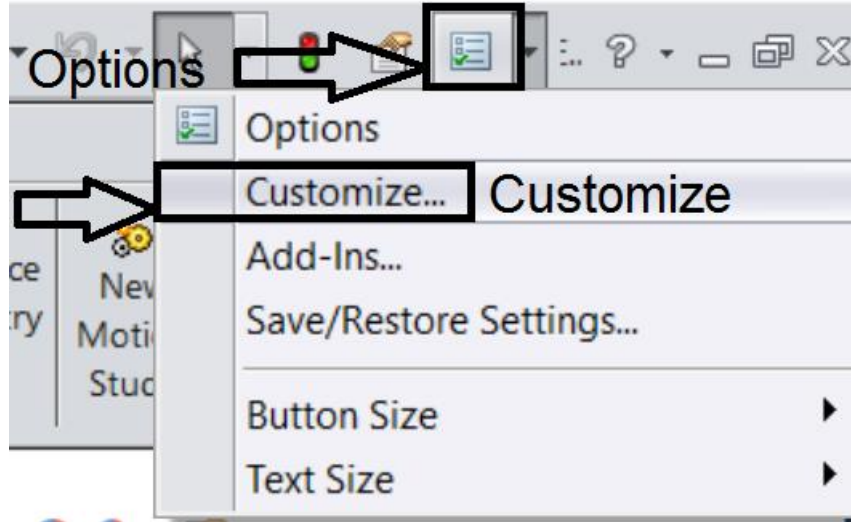 Options
Options
Customize... Customize
Add-Ins...
Save/Restore Settings...
Button Size
Text Size